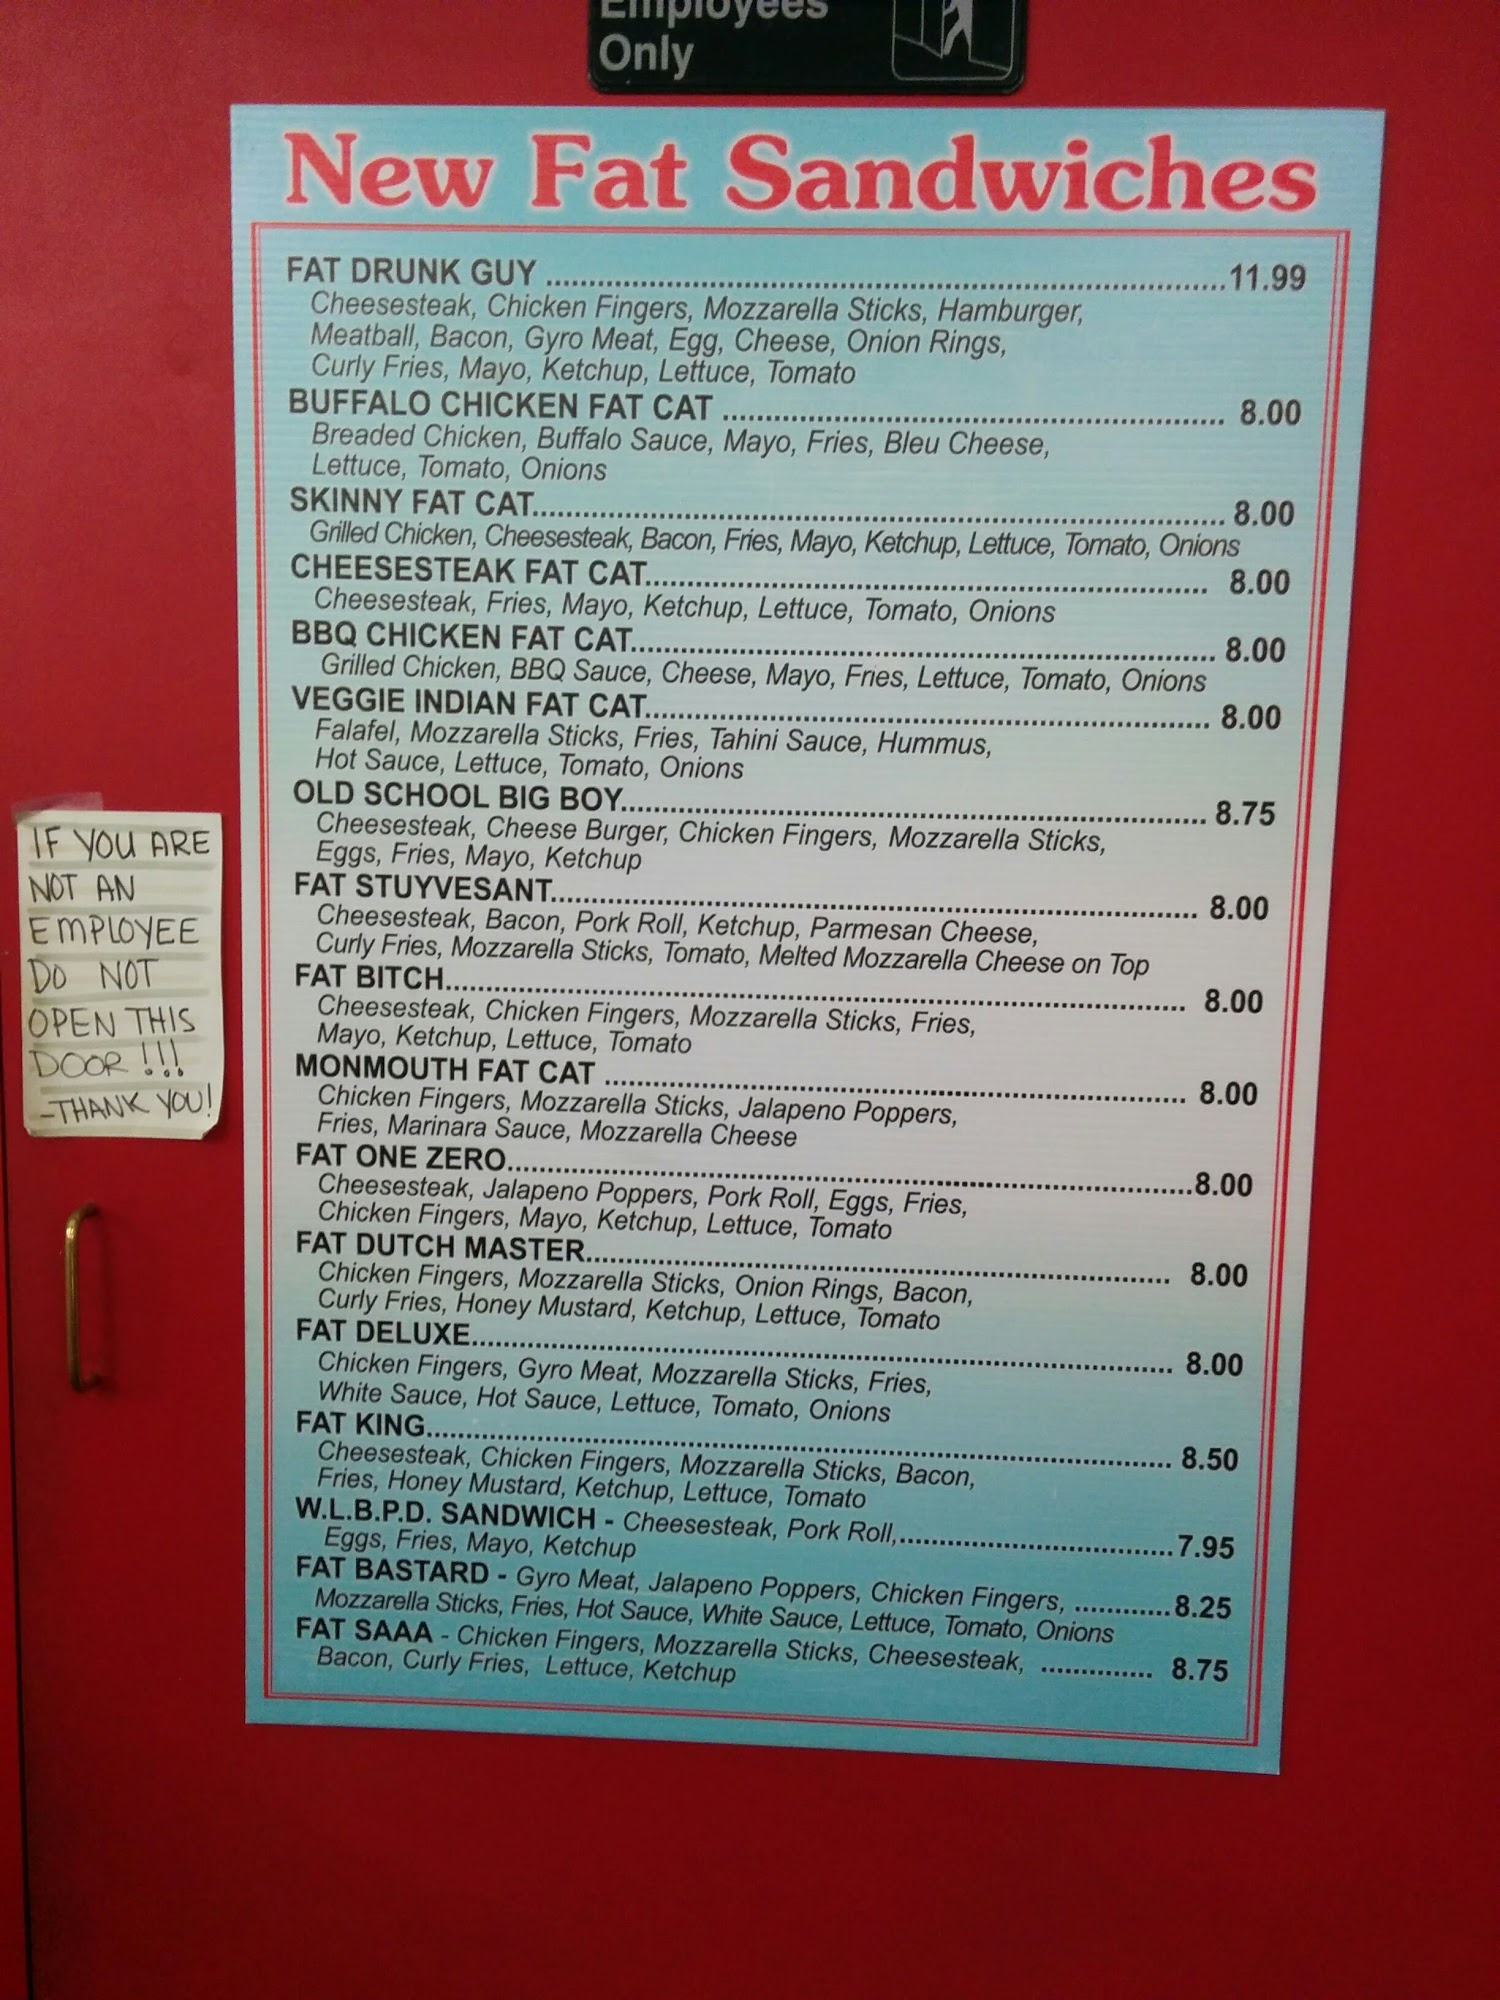 Employees
Only
New Fat Sandwiches
FAT DRUNK GUY ........ 11.99
Cheesesteak, Chicken Fingers, Mozzarella Sticks, Hamburger,
Meatball, Bacon, Gyro Meat, Egg, Cheese, Onion Rings,
Curly Fries, Mayo, Ketchup, Lettuce, Tomato
BUFFALO CHICKEN FAT CAT ........ 8.00
Breaded Chicken, Buffalo Sauce, Mayo, Fries, Bleu Cheese,
Lettuce, Tomato, Onions
SKINNY FAT CAT........ 8.00
Grilled Chicken, Cheesesteak, Bacon, Fries, Mayo, Ketchup, Lettuce, Tomato, Onions
CHEESESTEAK FAT CAT........ 8.00
Cheesesteak, Fries, Mayo, Ketchup, Lettuce, Tomato, Onions
BBQ CHICKEN FAT CAT........ 8.00
Grilled Chicken, BBQ Sauce, Cheese, Mayo, Fries, Lettuce, Tomato, Onions
VEGGIE INDIAN FAT CAT........ 8.00
Falafel, Mozzarella Sticks, Fries, Tahini Sauce, Hummus,
Hot Sauce, Lettuce, Tomato, Onions
OLD SCHOOL BIG BOY........ 8.75
Cheesesteak, Cheese Burger, Chicken Fingers, Mozzarella Sticks,
Eggs, Fries, Mayo, Ketchup
FAT STUYVESANT........ 8.00
Cheesesteak, Bacon, Pork Roll, Ketchup, Parmesan Cheese,
Curly Fries, Mozzarella Sticks, Tomato, Melted Mozzarella Cheese on Top
FAT BITCH........ 8.00
Cheesesteak, Chicken Fingers, Mozzarella Sticks, Fries,
Mayo, Ketchup, Lettuce, Tomato
MONMOUTH FAT CAT ........ 8.00
Chicken Fingers, Mozzarella Sticks, Jalapeno Poppers,
Fries, Marinara Sauce, Mozzarella Cheese
FAT ONE ZERO........8.00
Cheesesteak, Jalapeno Poppers, Pork Roll, Eggs, Fries,
Chicken Fingers, Mayo, Ketchup, Lettuce, Tomato
FAT DUTCH MASTER........ 8.00
Chicken Fingers, Mozzarella Sticks, Onion Rings, Bacon,
Curly Fries, Honey Mustard, Ketchup, Lettuce, Tomato
FAT DELUXE........ 8.00
Chicken Fingers, Gyro Meat, Mozzarella Sticks, Fries,
White Sauce, Hot Sauce, Lettuce, Tomato, Onions
FAT KING........ 8.50
Cheesesteak, Chicken Fingers, Mozzarella Sticks, Bacon,
Fries, Honey Mustard, Ketchup, Lettuce, Tomato
W.L.B.P.D. SANDWICH - Cheesesteak, Pork Roll,........7.95
Eggs, Fries, Mayo, Ketchup
FAT BASTARD - Gyro Meat, Jalapeno Poppers, Chicken Fingers, ........8.25
Mozzarella Sticks, Fries, Hot Sauce, White Sauce, Lettuce, Tomato, Onions
FAT SAAA - Chicken Fingers, Mozzarella Sticks, Cheesesteak, ........ 8.75
Bacon, Curly Fries, Lettuce, Ketchup
IF YOU ARE
NOT AN
EMPLOYEE
DO NOT
OPEN THIS
DOOR!!!
-THANK YOU!